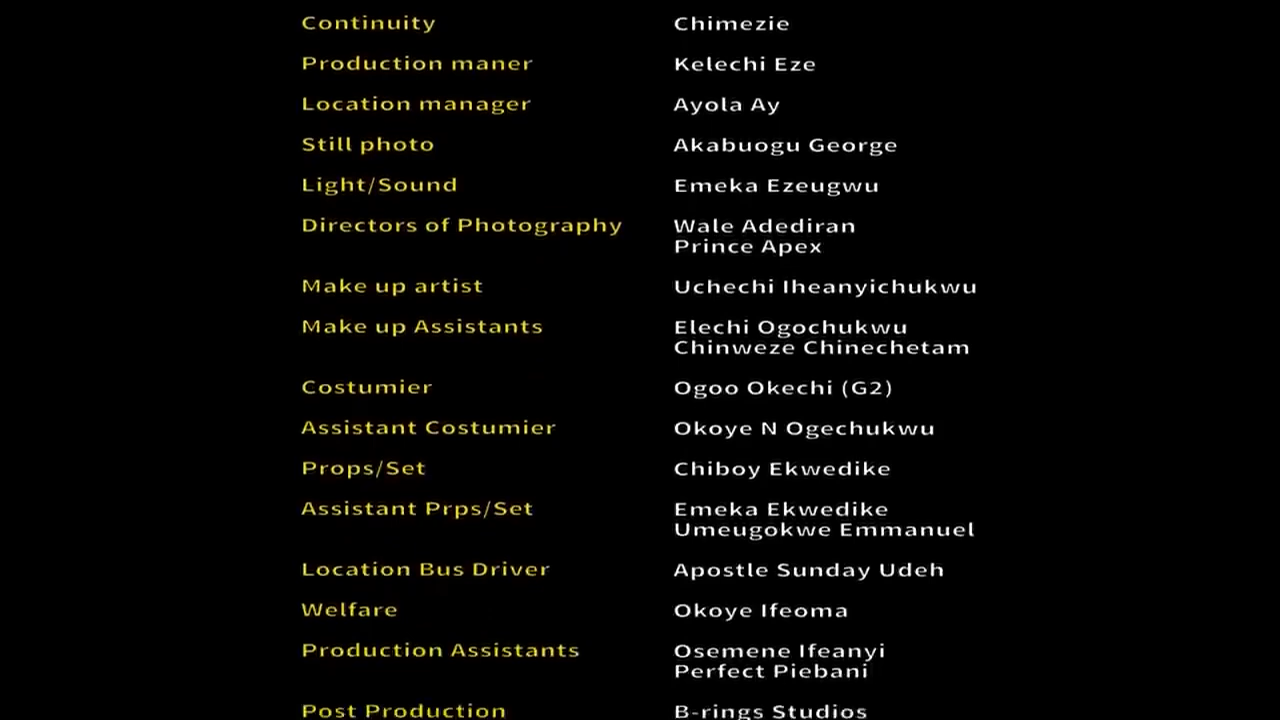 Continuity Chimezie
Production maner Kelechi Eze
Location manager Ayola Ay
Still photo Akabuogu George
Light/Sound Emeka Ezeugwu
Directors of Photography Wale Adediran
Prince Apex
Make up artist Uchechi Iheanyichukwu
Make up Assistants Elechi Ogochukwu
Chinweze Chinechetam
Costumier Ogoo Okechi (G2)
Assistant Costumier Okoye N Ogechukwu
Props/Set Chiboy Ekwedike
Assistant Prps/Set Emeka Ekwedike
Umeugokwe Emmanuel
Location Bus Driver Apostle Sunday Udeh
Welfare Okoye Ifeoma
Production Assistants Osemene Ifeanyi
Perfect Piebani
Post Production B-rings Studios